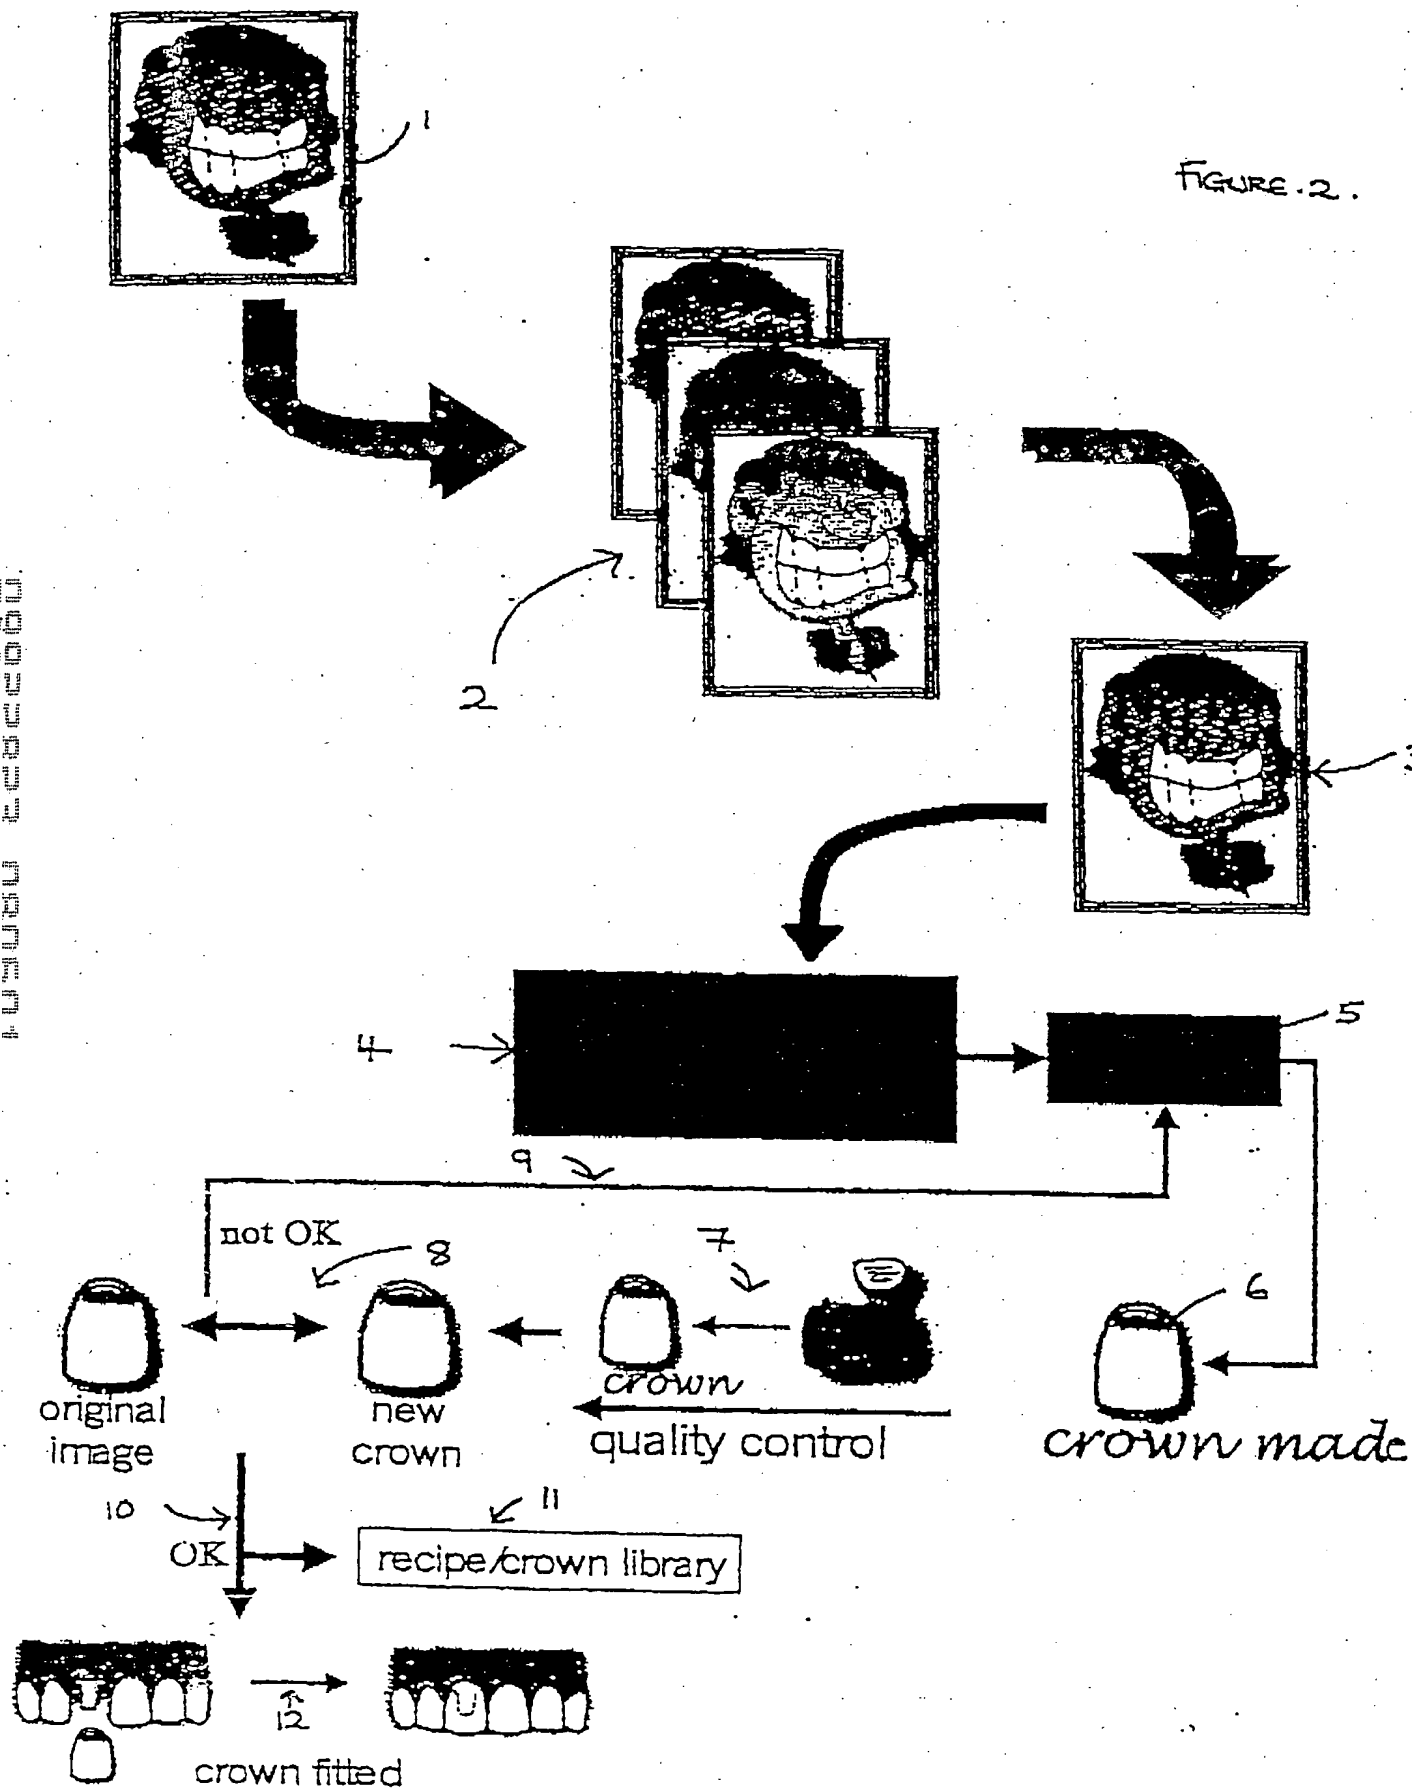 1
FIGURE.2.
2
3
4
5
9
not OK
8
7
6
original
image
new
crown
crown
quality control
crown made
10
OK
11
recipe/crown library
12
crown fitted